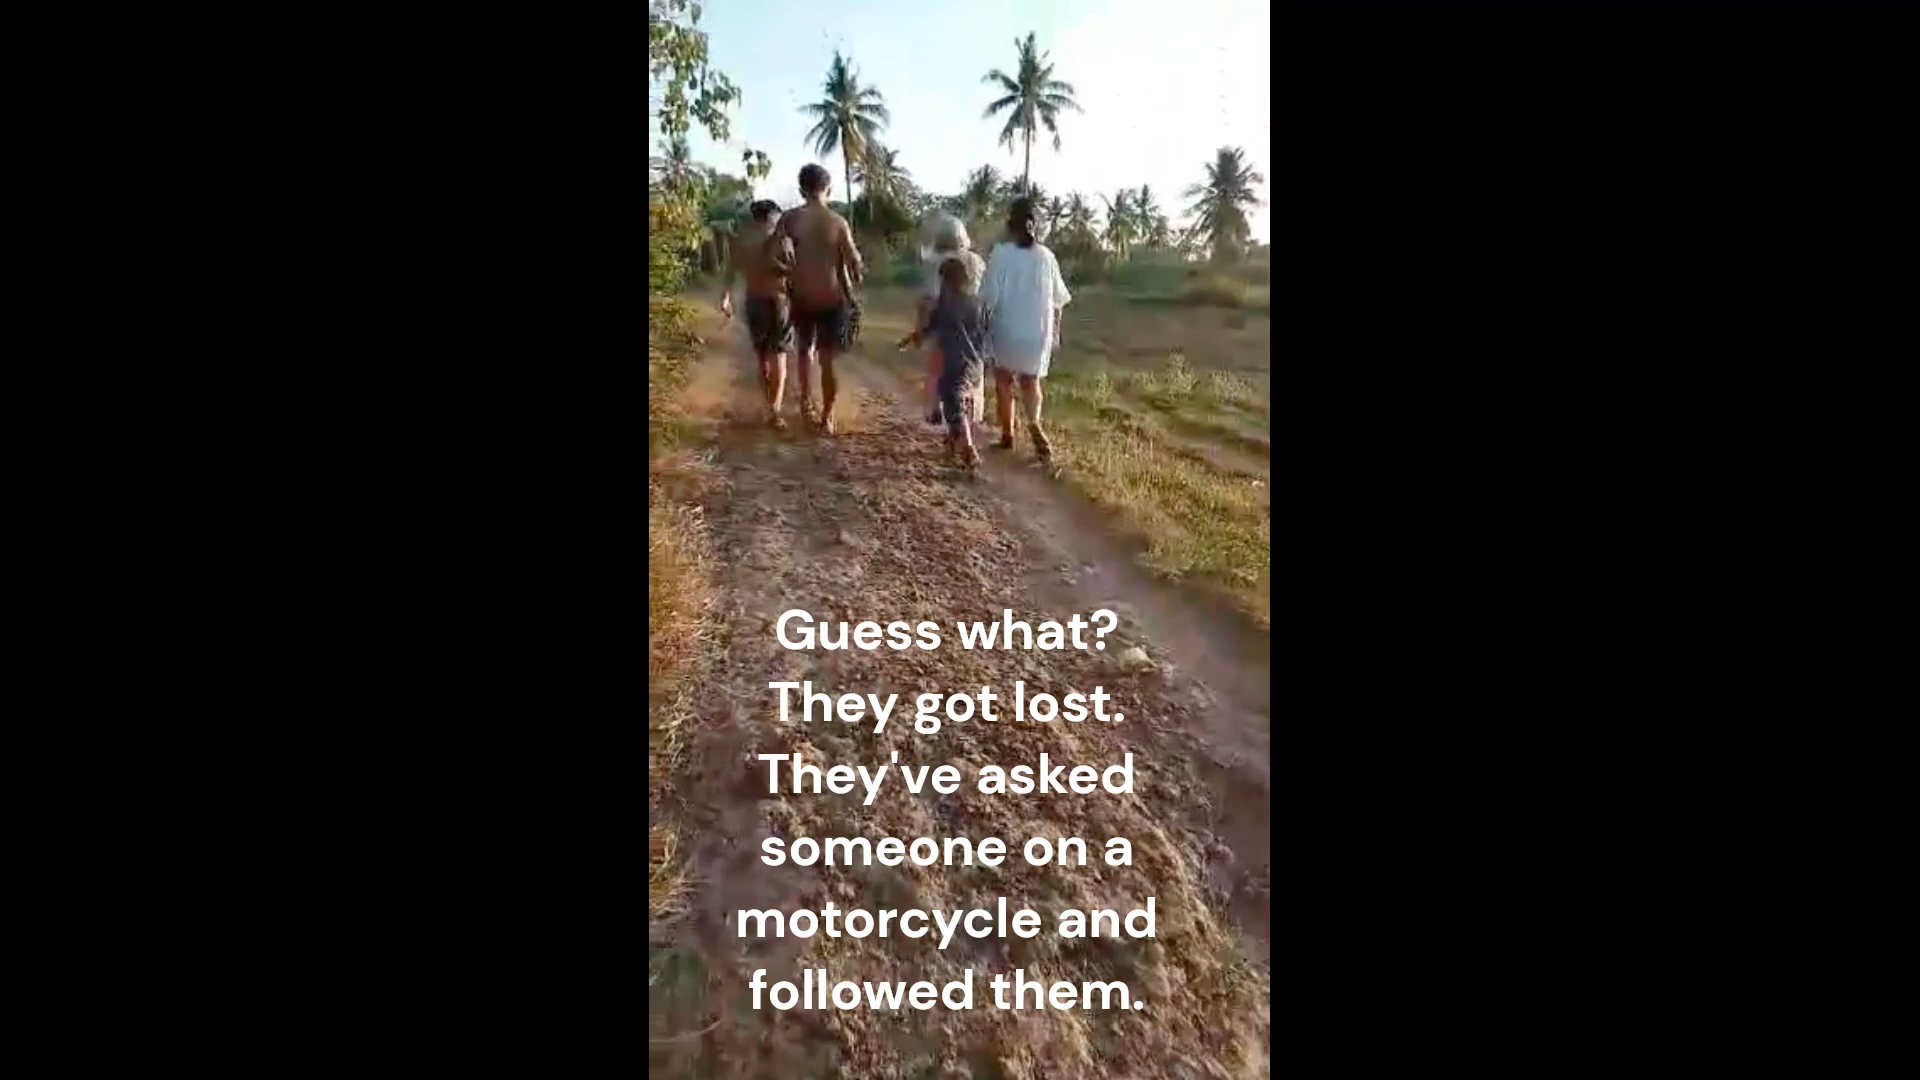 Guess what?
They got lost.
They've asked
someone on a
motorcycle and
followed them.